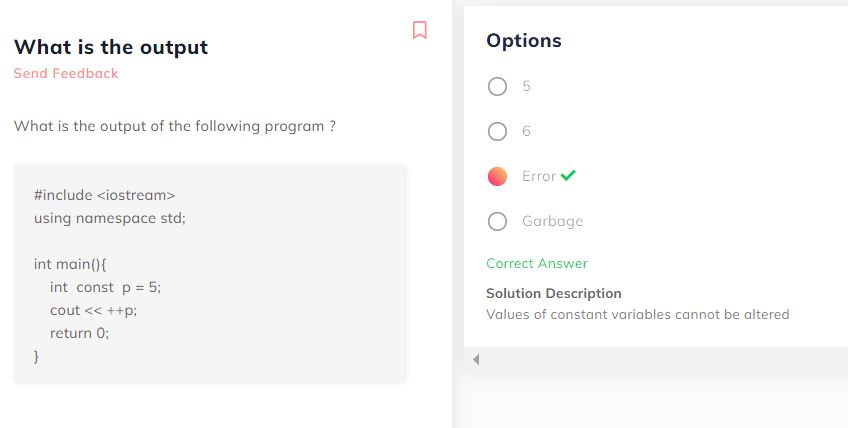 What is the output
Send Feedback
What is the output of the following program ?
#include <iostream>
using namespace std;
int main(){
int const p = 5;
cout << ++p;
return 0;
}
Options
5
6
Error
Garbage
Correct Answer
Solution Description
Values of constant variables cannot be altered